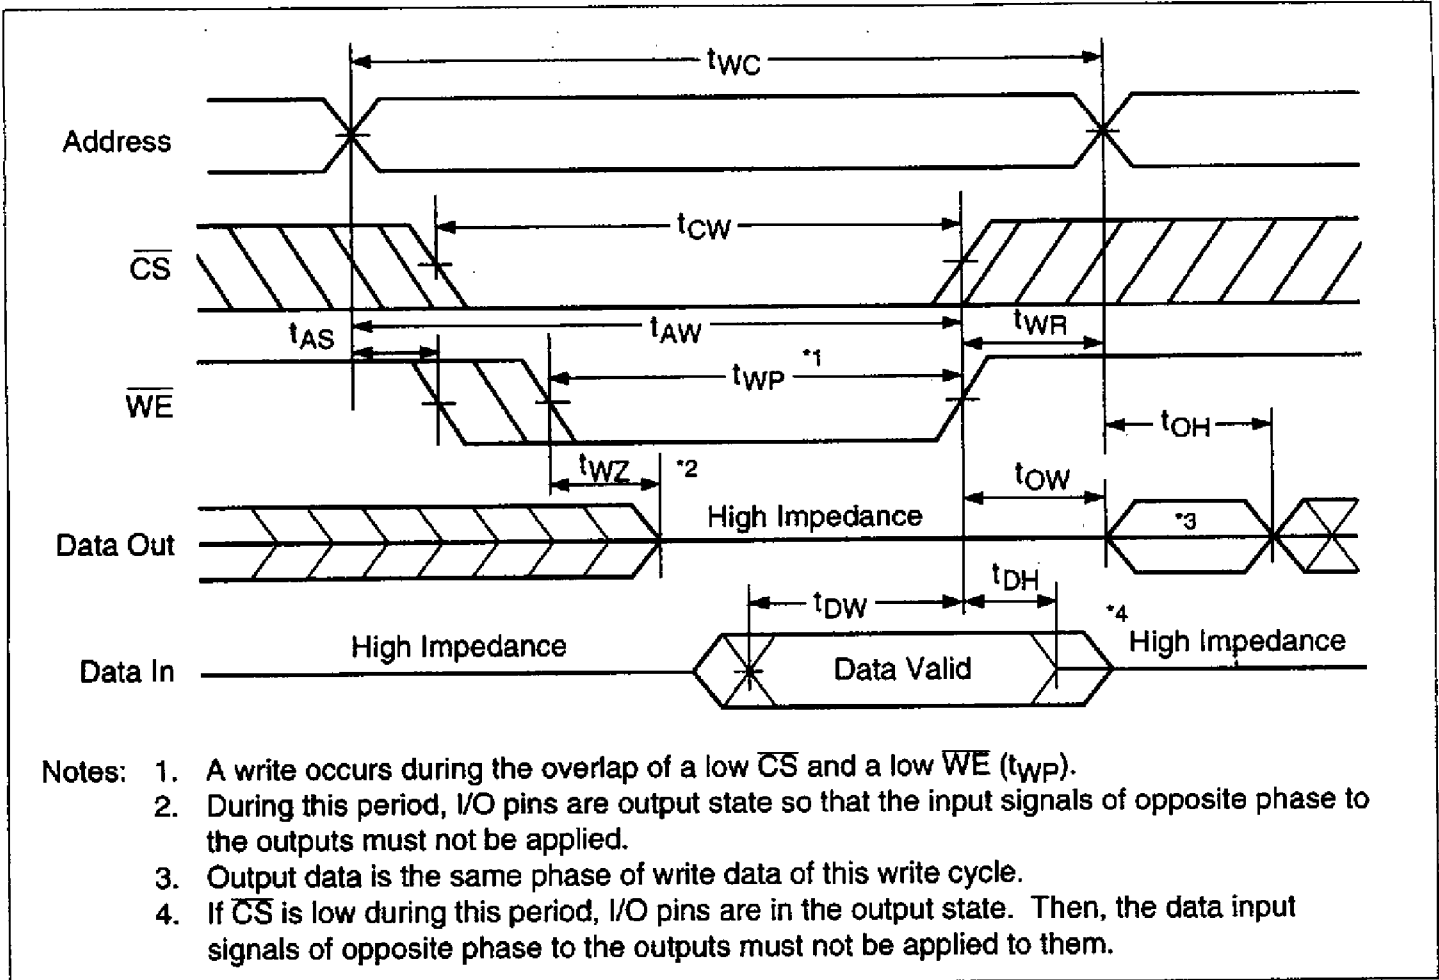 tWC
Address
tCW
CS
tAS
tAW
tWR
tWP *1
WE
tOH
tWZ *2
tOW
High Impedance
*3
Data Out
tDH
tDW
*4
High Impedance
High Impedance
Data In
Data Valid
Notes: 1. A write occurs during the overlap of a low CS and a low WE (tWP).
2. During this period, I/O pins are output state so that the input signals of opposite phase to
the outputs must not be applied.
3. Output data is the same phase of write data of this write cycle.
4. If CS is low during this period, I/O pins are in the output state. Then, the data input
signals of opposite phase to the outputs must not be applied to them.